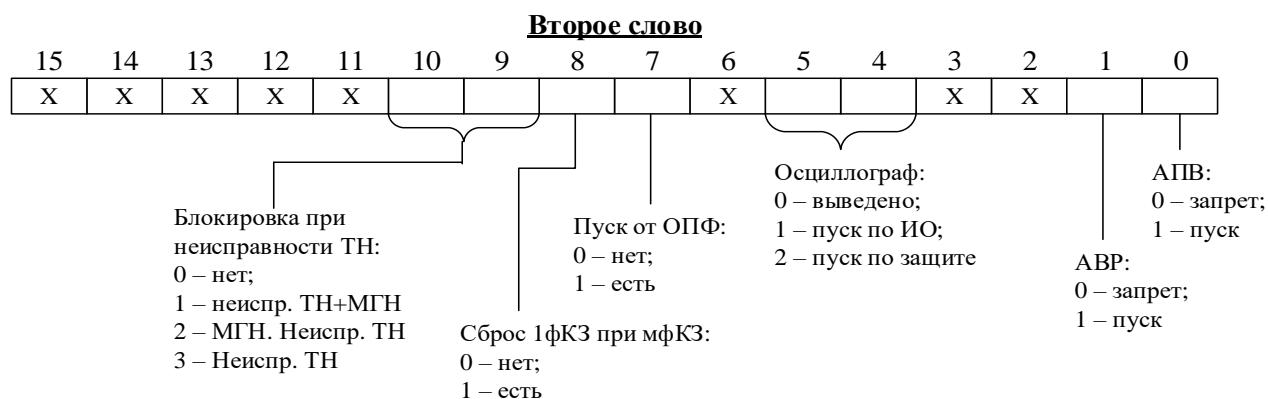 Второе слово
15 14 13 12 11 10 9 8 7 6 5 4 3 2 1 0
X X X X X X X X
Блокировка при
неисправности ТН:
0 – нет;
1 – неиспр. ТН+МГН
2 – МГН. Неиспр. ТН
3 – Неиспр. ТН
Сброс 1фКЗ при мфКЗ:
0 – нет;
1 – есть
Пуск от ОПФ:
0 – нет;
1 – есть
Осциллограф:
0 – выведено;
1 – пуск по ИО;
2 – пуск по защите
АВР:
0 – запрет;
1 – пуск
АПВ:
0 – запрет;
1 – пуск